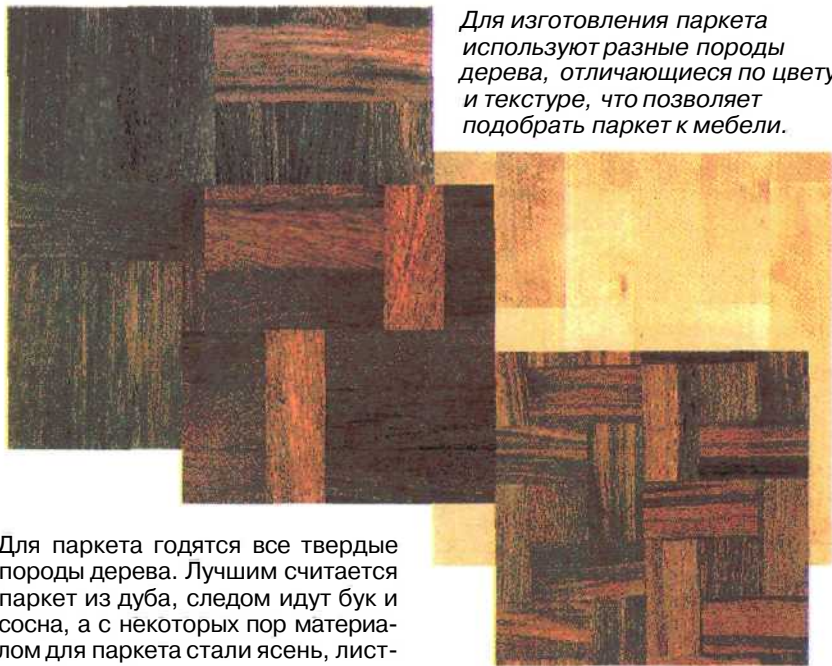 Для изготовления паркета
используют разные породы
дерева, отличающиеся по цвету
и текстуре, что позволяет
подобрать паркет к мебели.
Для паркета годятся все твердые
породы дерева. Лучшим считается
паркет из дуба, следом идут бук и
сосна, а с некоторых пор материа-
лом для паркета стали ясень, лист-